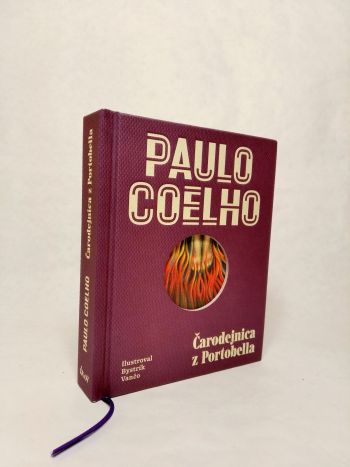 PAULO
COELHO
Čarodejnica
z Portobella
Ilustroval
Bystrík
Vančo
PAULO COELHO Čarodejnica z Portobella